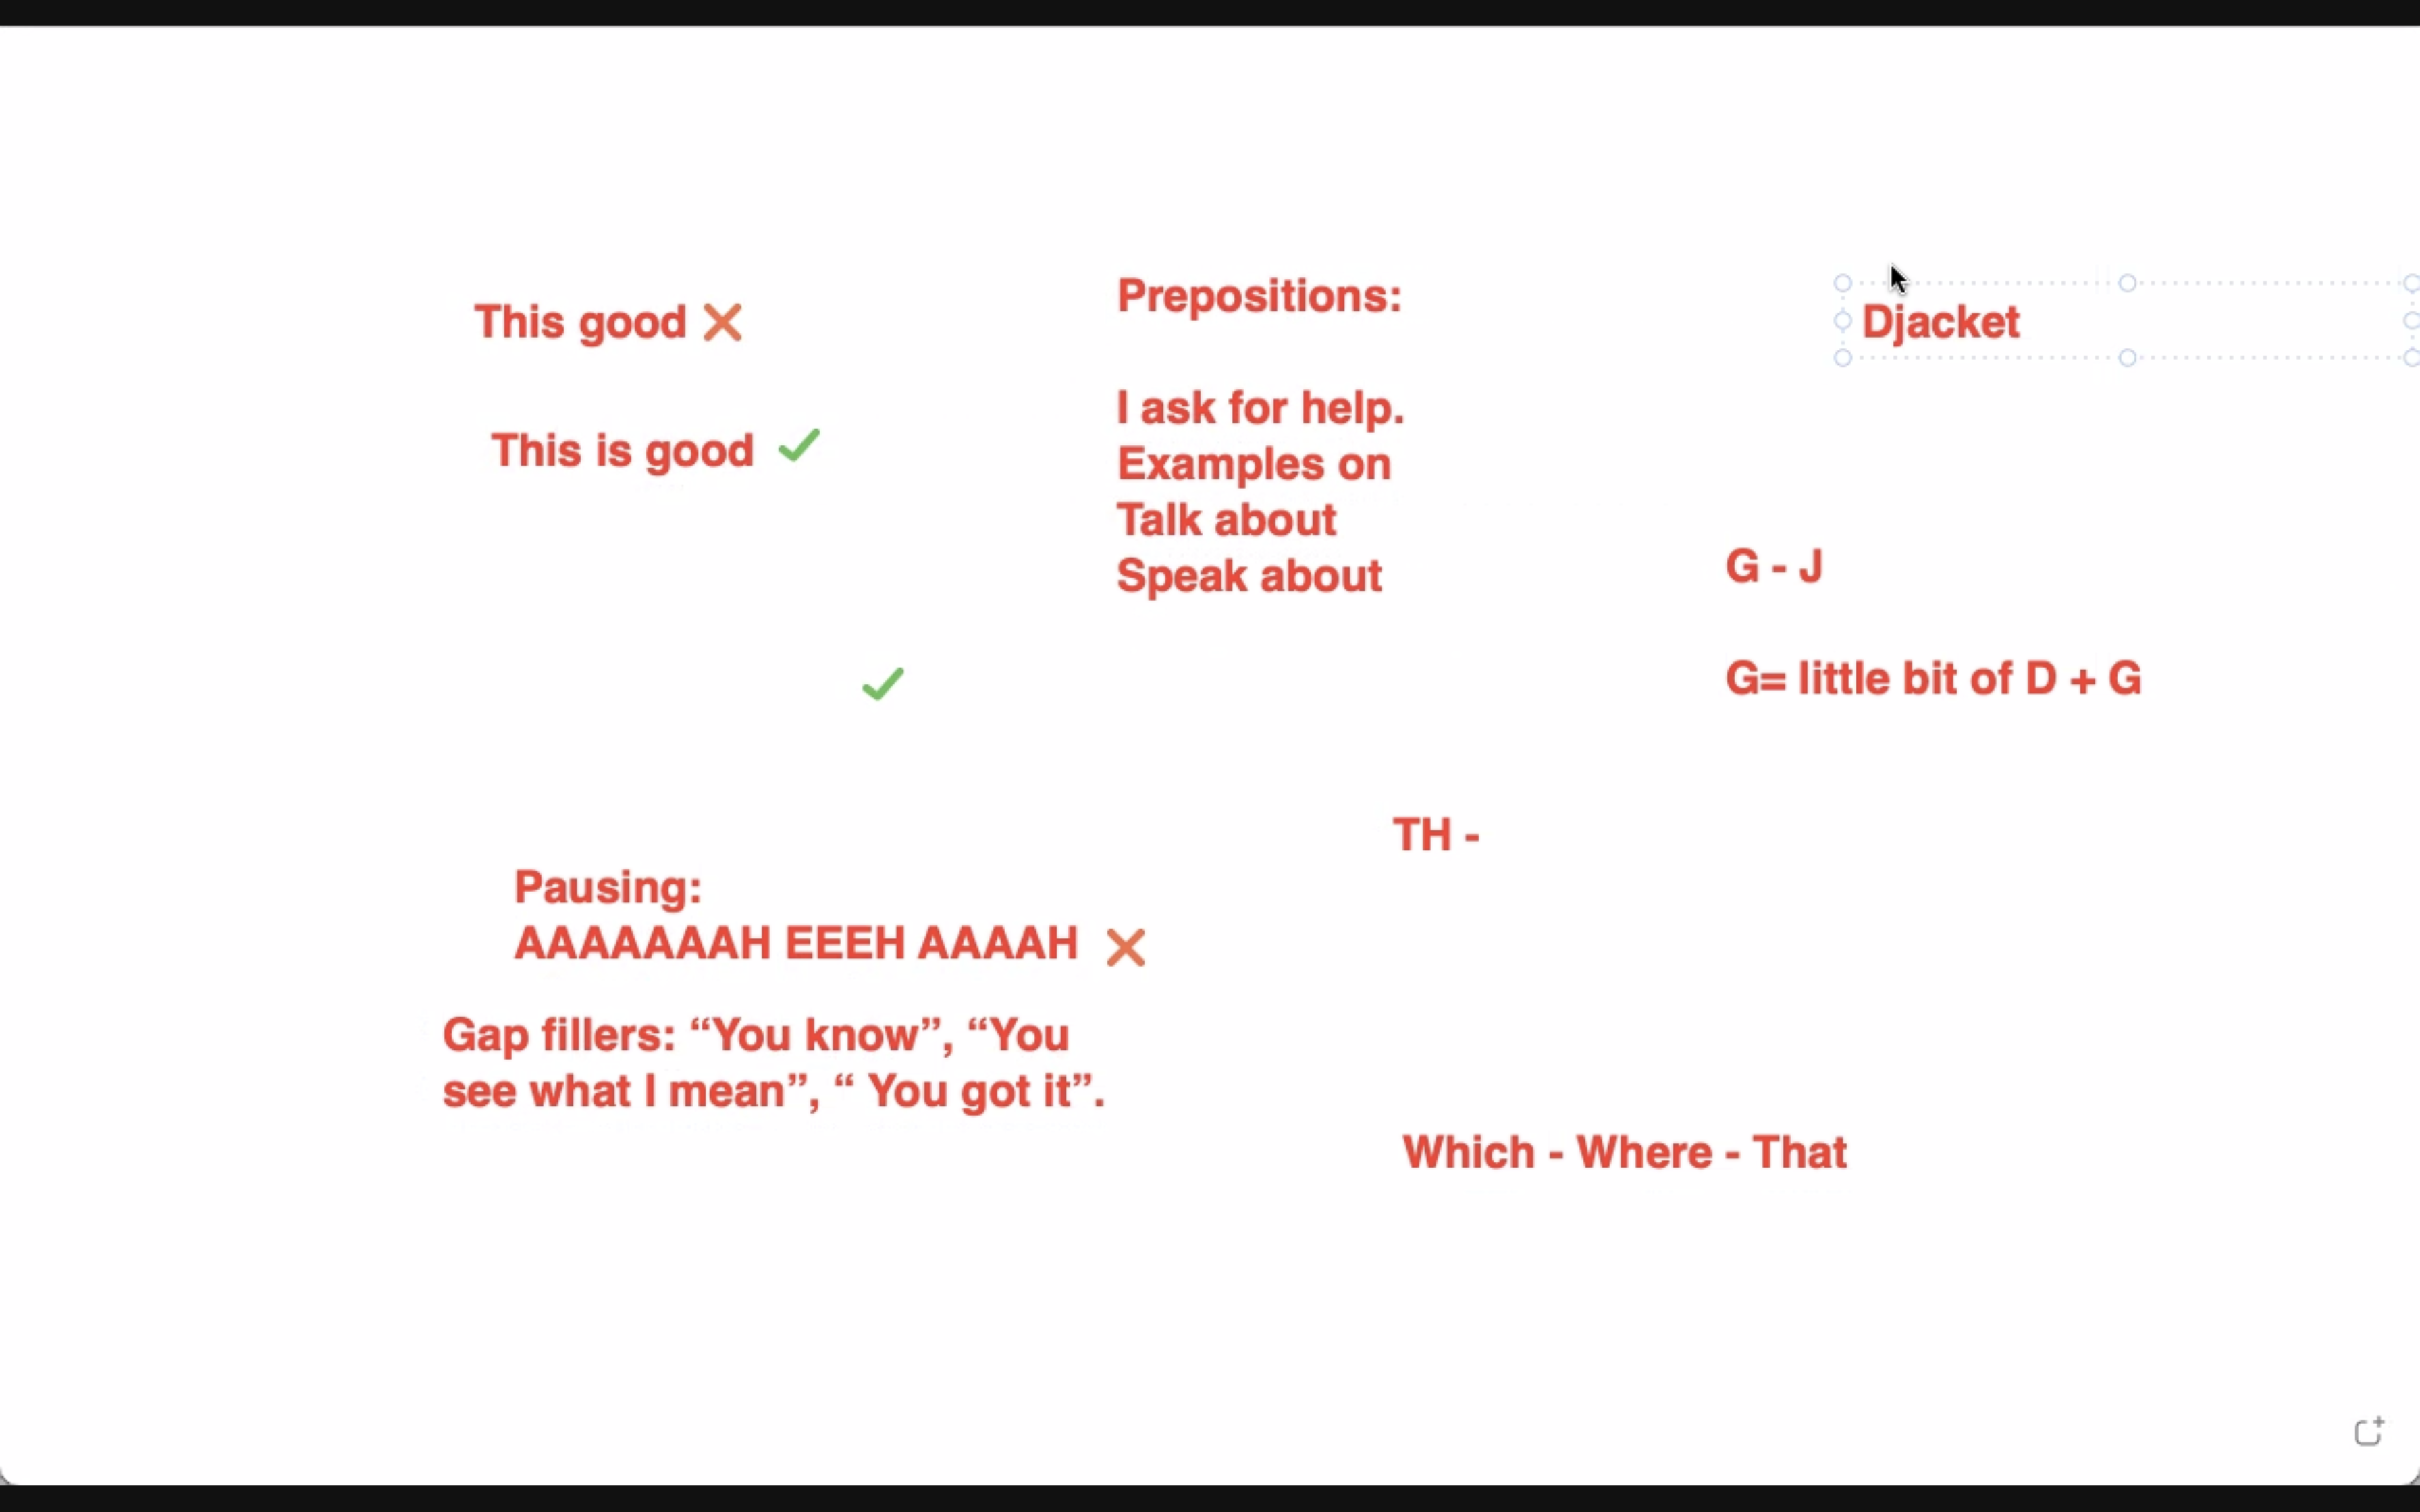 This good ❌
This is good ✔
Prepositions:
I ask for help.
Examples on
Talk about
Speak about
Djacket
G - J
G= little bit of D + G
✔
TH -
Pausing:
AAAAAAAH EEEH AAAAH ❌
Gap fillers: “You know”, “You
see what I mean”, “ You got it”.
Which - Where - That